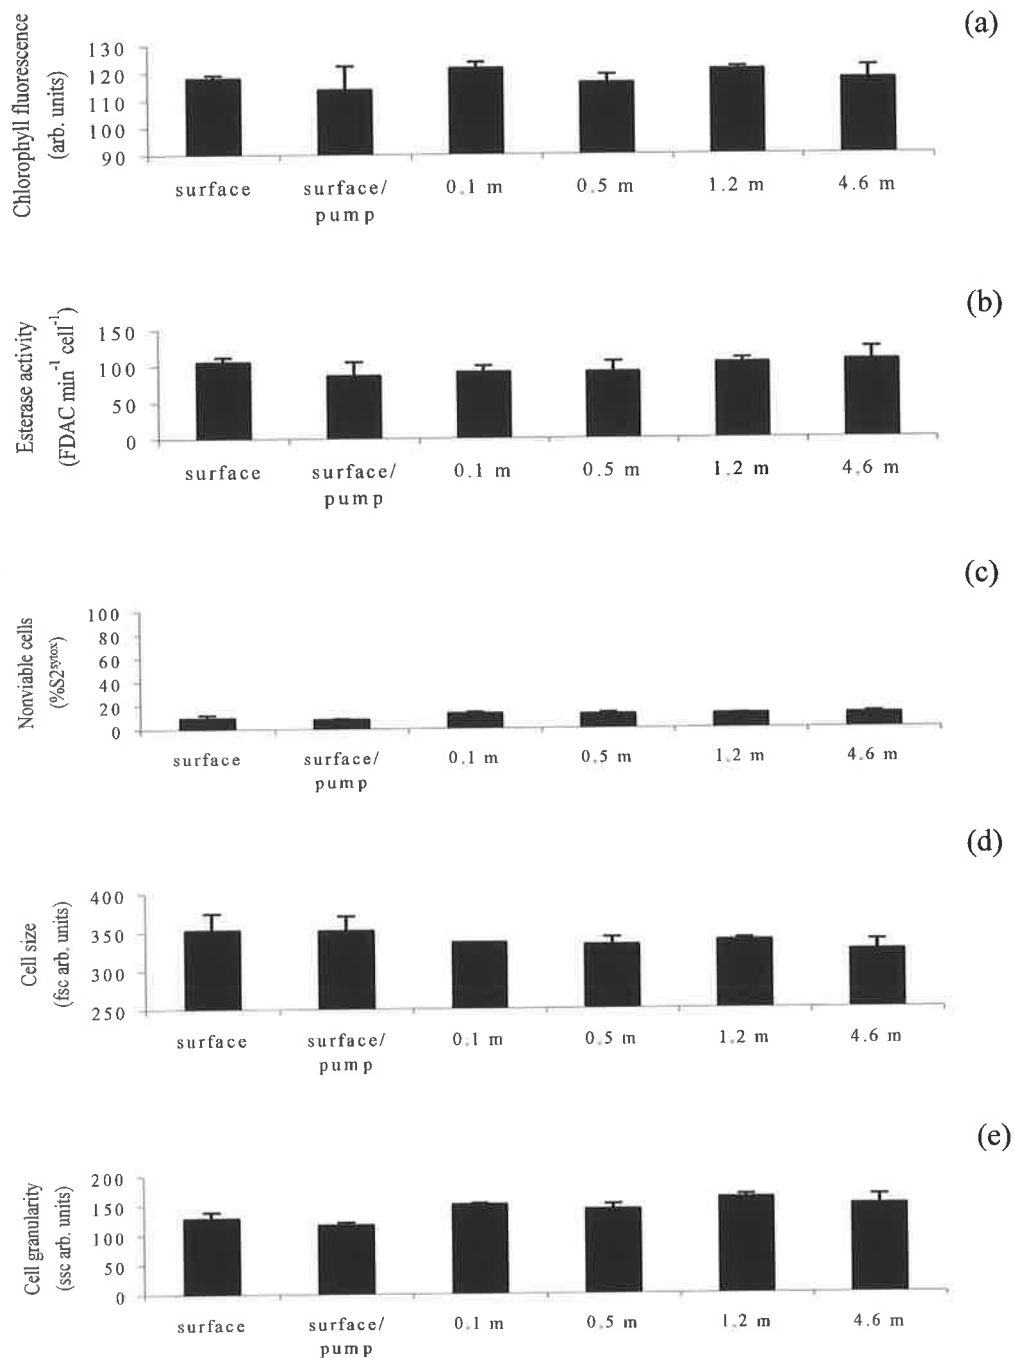 (a)
Chlorophyll fluorescence
(arb. units)
130
120
110
100
90
surface
surface/
pump
0.1 m
0.5 m
1.2 m
4.6 m
(b)
Esterase activity
(FDAC min⁻¹ cell⁻¹)
150
100
50
0
surface
surface/
pump
0.1 m
0.5 m
1.2 m
4.6 m
(c)
Nonviable cells
(%S2ˢʸᵗᵒˣ)
100
80
60
40
20
0
surface
surface/
pump
0.1 m
0.5 m
1.2 m
4.6 m
(d)
Cell size
(fsc arb. units)
400
350
300
250
surface
surface/
pump
0.1 m
0.5 m
1.2 m
4.6 m
(e)
Cell granularity
(ssc arb. units)
200
150
100
50
0
surface
surface/
pump
0.1 m
0.5 m
1.2 m
4.6 m